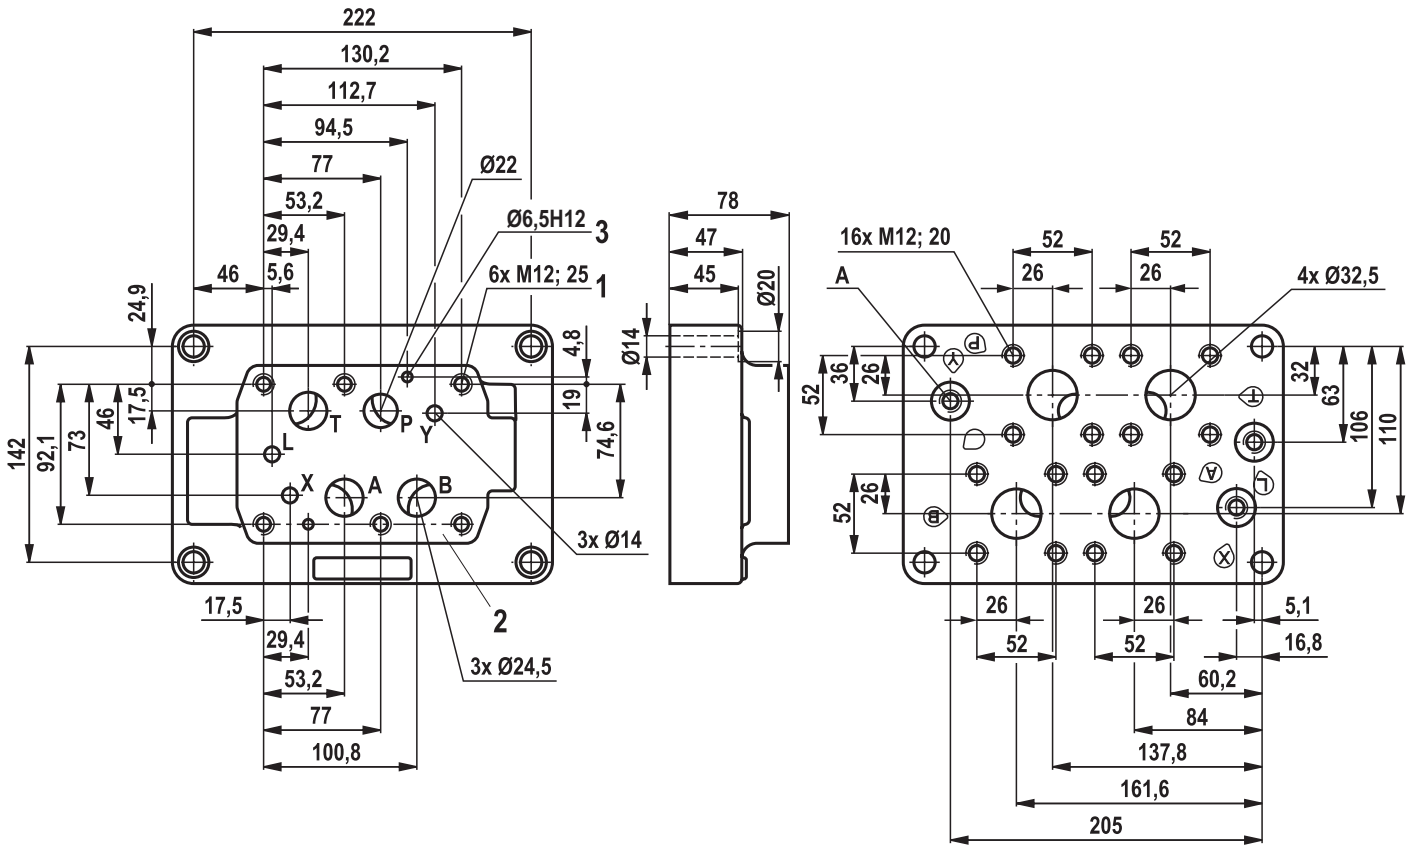 222
130,2
112,7
94,5
77
53,2
29,4
46
5,6
24,9
17,5
46
73
92,1
142
Ø22
Ø6,5H12 3
6x M12; 25 1
4,8
19
74,6
T
P
Y
L
X
A
B
3x Ø14
2
3x Ø24,5
17,5
29,4
53,2
77
100,8
78
47
45
Ø14
Ø20
16x M12; 20
A
52
52
26
26
4x Ø32,5
36
26
52
26
52
32
63
106
110
P
Y
T
A
L
B
X
26
26
5,1
52
52
16,8
60,2
84
137,8
161,6
205